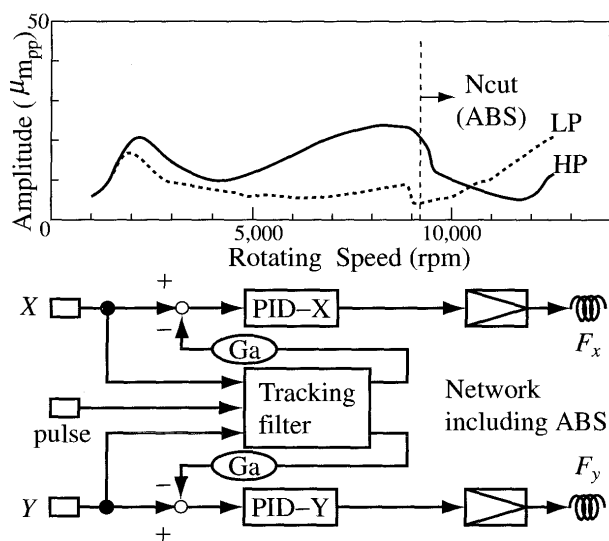 50
Amplitude (μmpp)
Ncut
(ABS)
LP
HP
0
5,000
10,000
Rotating Speed (rpm)
X
+
−
PID–X
Fx
Ga
Tracking
filter
pulse
Network
including ABS
Ga
Fy
Y
−
+
PID–Y